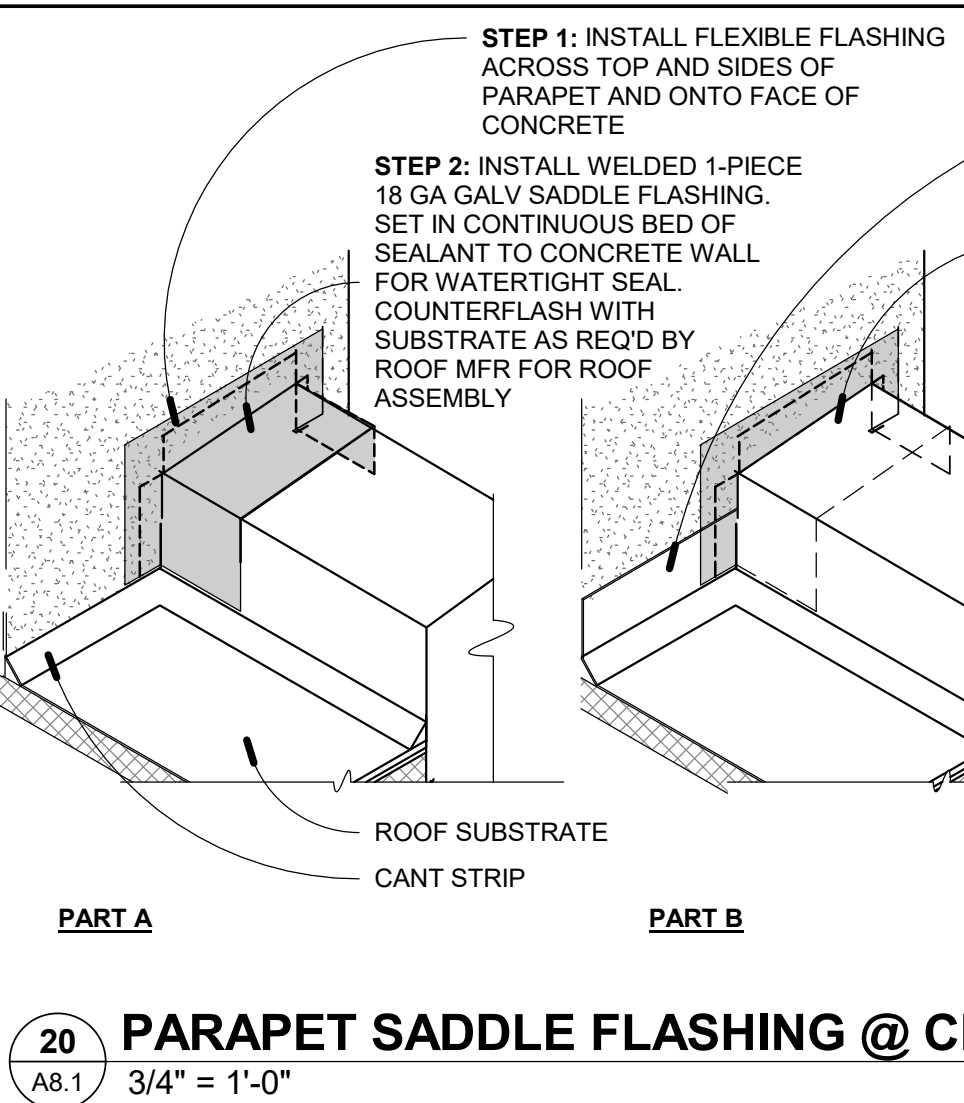 STEP 1: INSTALL FLEXIBLE FLASHING
ACROSS TOP AND SIDES OF
PARAPET AND ONTO FACE OF
CONCRETE
STEP 2: INSTALL WELDED 1-PIECE
18 GA GALV SADDLE FLASHING.
SET IN CONTINUOUS BED OF
SEALANT TO CONCRETE WALL
FOR WATERTIGHT SEAL.
COUNTERFLASH WITH
SUBSTRATE AS REQ'D BY
ROOF MFR FOR ROOF
ASSEMBLY
ROOF SUBSTRATE
CANT STRIP
PART A
PART B
20
A8.1
PARAPET SADDLE FLASHING @
3/4" = 1'-0"